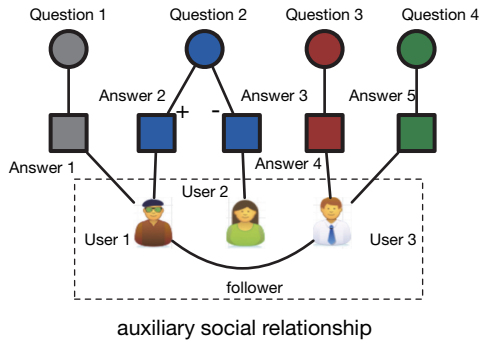 Question 1
Question 2
Question 3
Question 4
Answer 2
+
-
Answer 3
Answer 5
Answer 1
Answer 4
User 2
User 1
User 3
follower
auxiliary social relationship